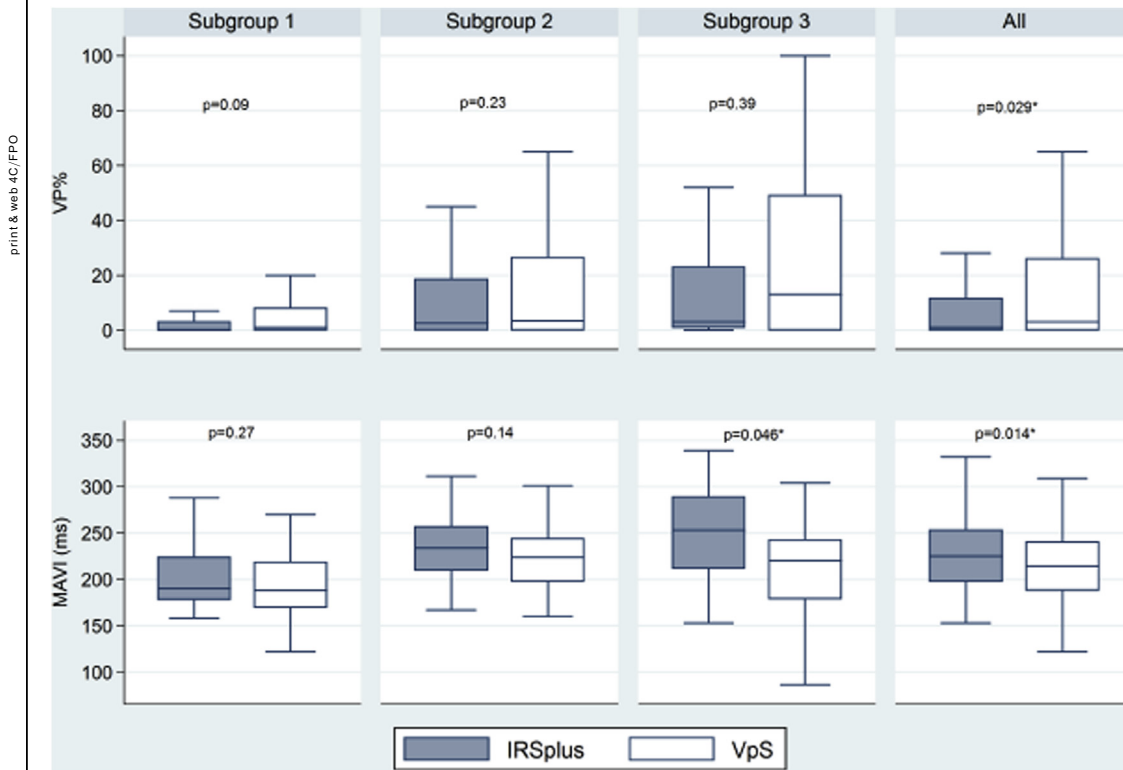 print & web 4C/FPO
Subgroup 1 Subgroup 2 Subgroup 3 All
VP%
100
80
60
40
20
0
p=0.09 p=0.23 p=0.39 p=0.029*
MAVI (ms)
350
300
250
200
150
100
p=0.27 p=0.14 p=0.046* p=0.014*
IRSplus VpS